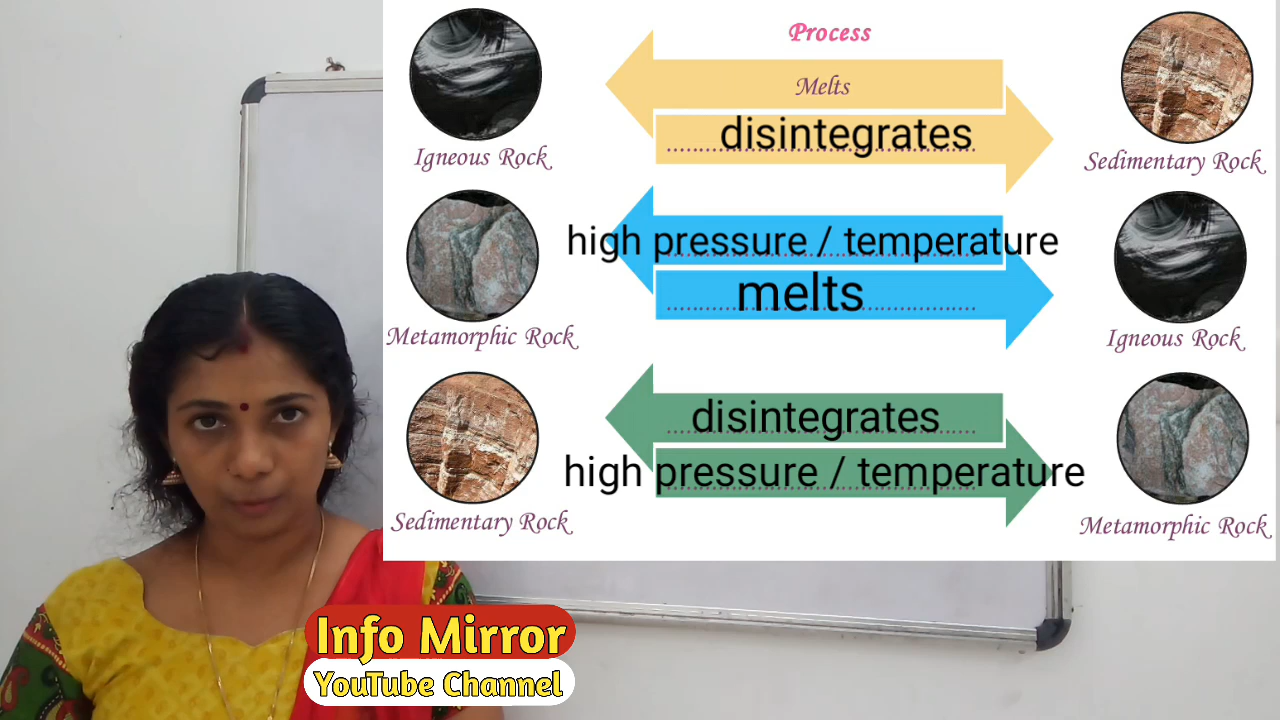 Process
Melts
disintegrates
Igneous Rock
Sedimentary Rock
high pressure / temperature
melts
Metamorphic Rock
Igneous Rock
disintegrates
high pressure / temperature
Sedimentary Rock
Metamorphic Rock
Info Mirror
YouTube Channel